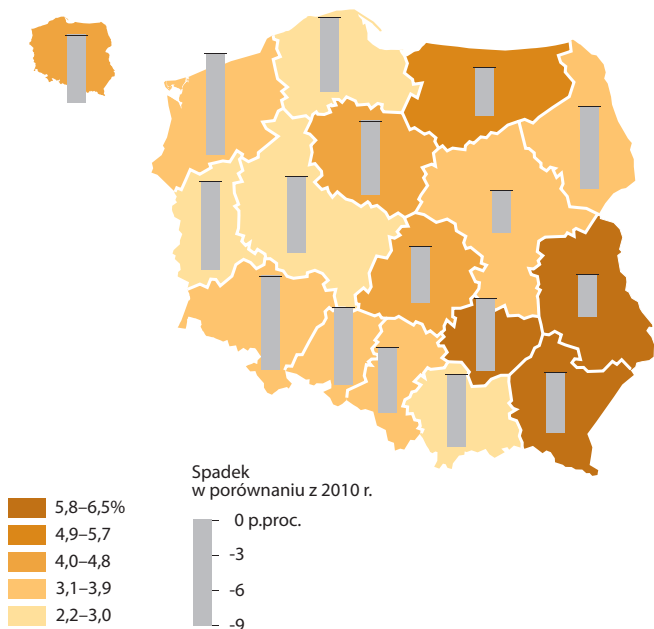 Spadek
w porównaniu z 2010 r.
0 p.proc.
-3
-6
-9
5,8–6,5%
4,9–5,7
4,0–4,8
3,1–3,9
2,2–3,0